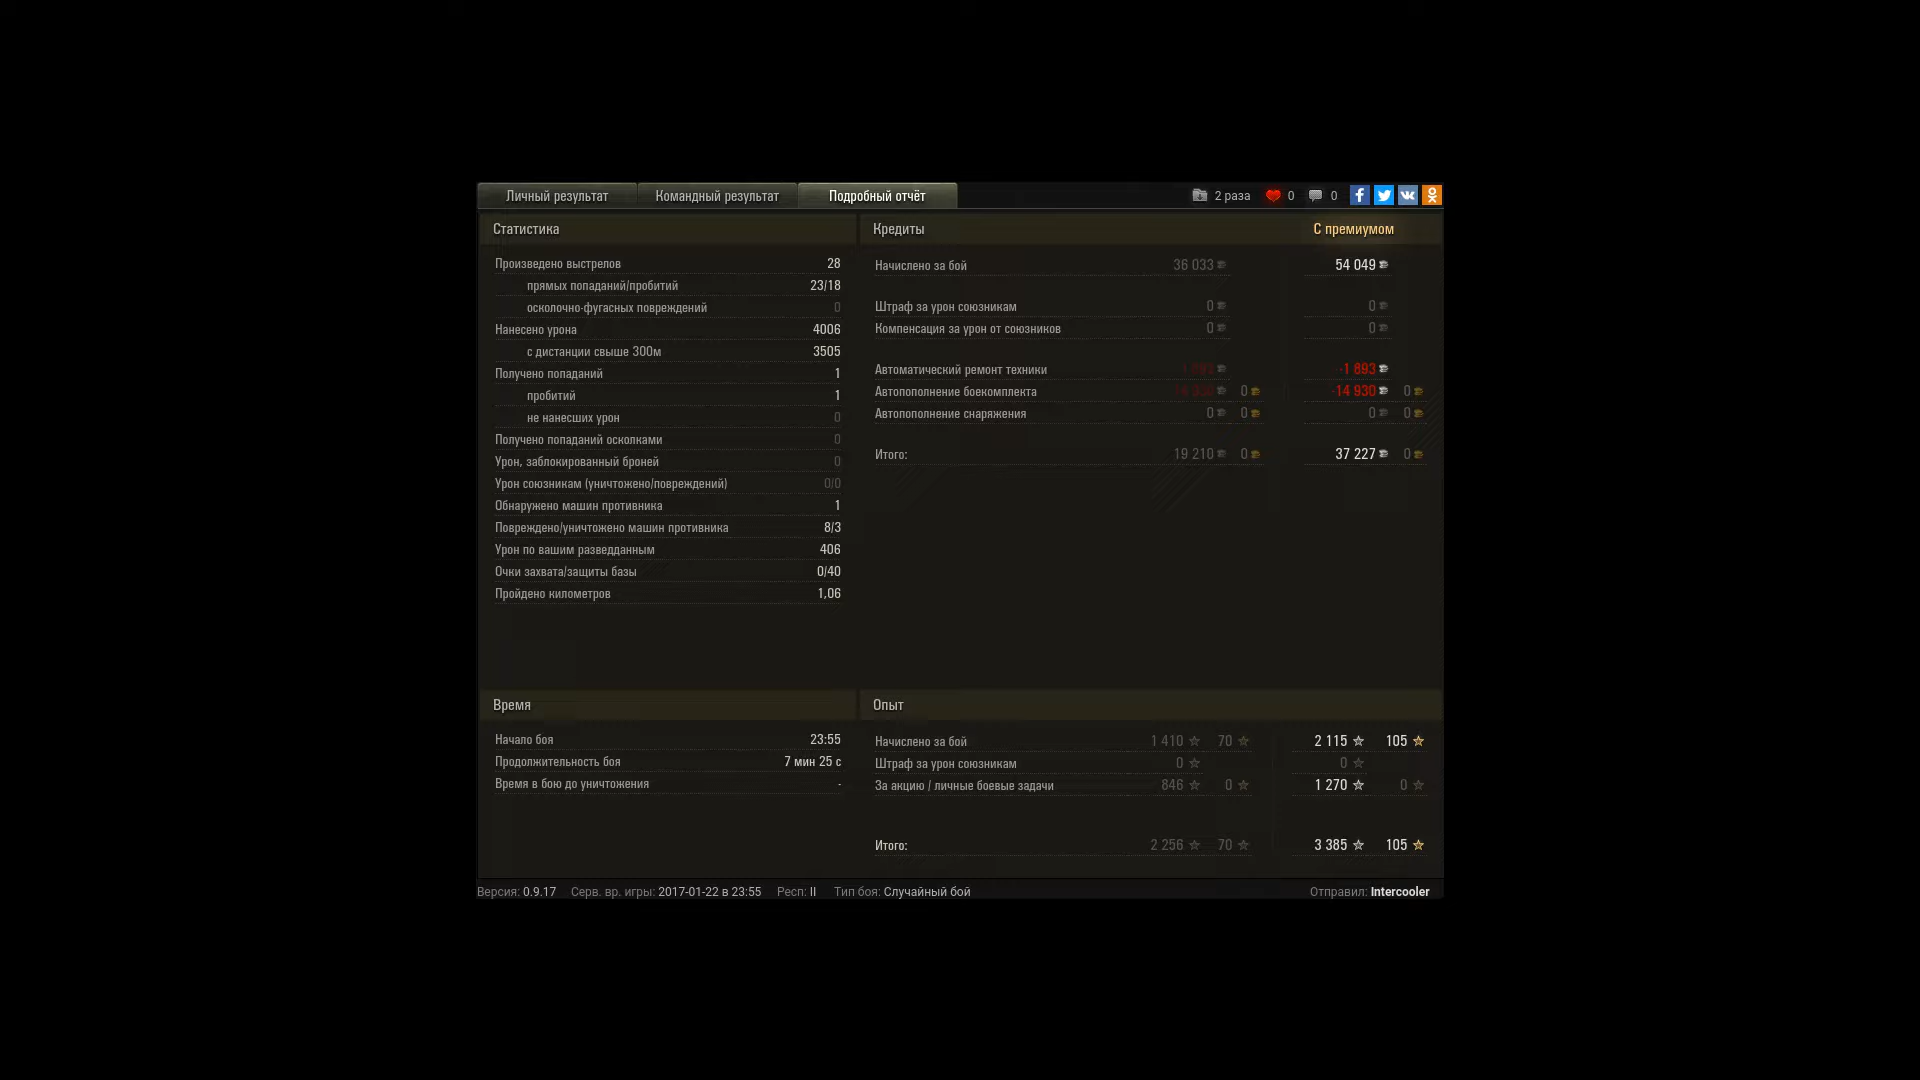 Личный результат Командный результат Подробный отчёт 2 раза 0 0
Статистика
Произведено выстрелов 28
прямых попаданий/пробитий 23/18
осколочно-фугасных повреждений 0
Нанесено урона 4006
с дистанции свыше 300м 3505
Получено попаданий 1
пробитий 1
не нанесших урон 0
Получено попаданий осколками 0
Урон, заблокированный броней 0
Урон союзникам (уничтожено/повреждений) 0/0
Обнаружено машин противника 1
Повреждено/уничтожено машин противника 8/3
Урон по вашим разведданным 406
Очки захвата/защиты базы 0/40
Пройдено километров 1,06
Кредиты С премиумом
Начислено за бой 36 033 54 049
Штраф за урон союзникам 0 0
Компенсация за урон от союзников 0 0
Автоматический ремонт техники -1 893
Автопополнение боекомплекта 0 -14 930 0
Автопополнение снаряжения 0 0 0 0
Итого: 19 210 0 37 227 0
Время
Начало боя 23:55
Продолжительность боя 7 мин 25 с
Время в бою до уничтожения -
Опыт
Начислено за бой 1 410 70 2 115 105
Штраф за урон союзникам 0 0
За акцию / личные боевые задачи 846 0 1 270 0
Итого: 2 256 70 3 385 105
Версия: 0.9.17 Серв. вр. игры: 2017-01-22 в 23:55 Респ: II Тип боя: Случайный бой Отправил: Intercooler